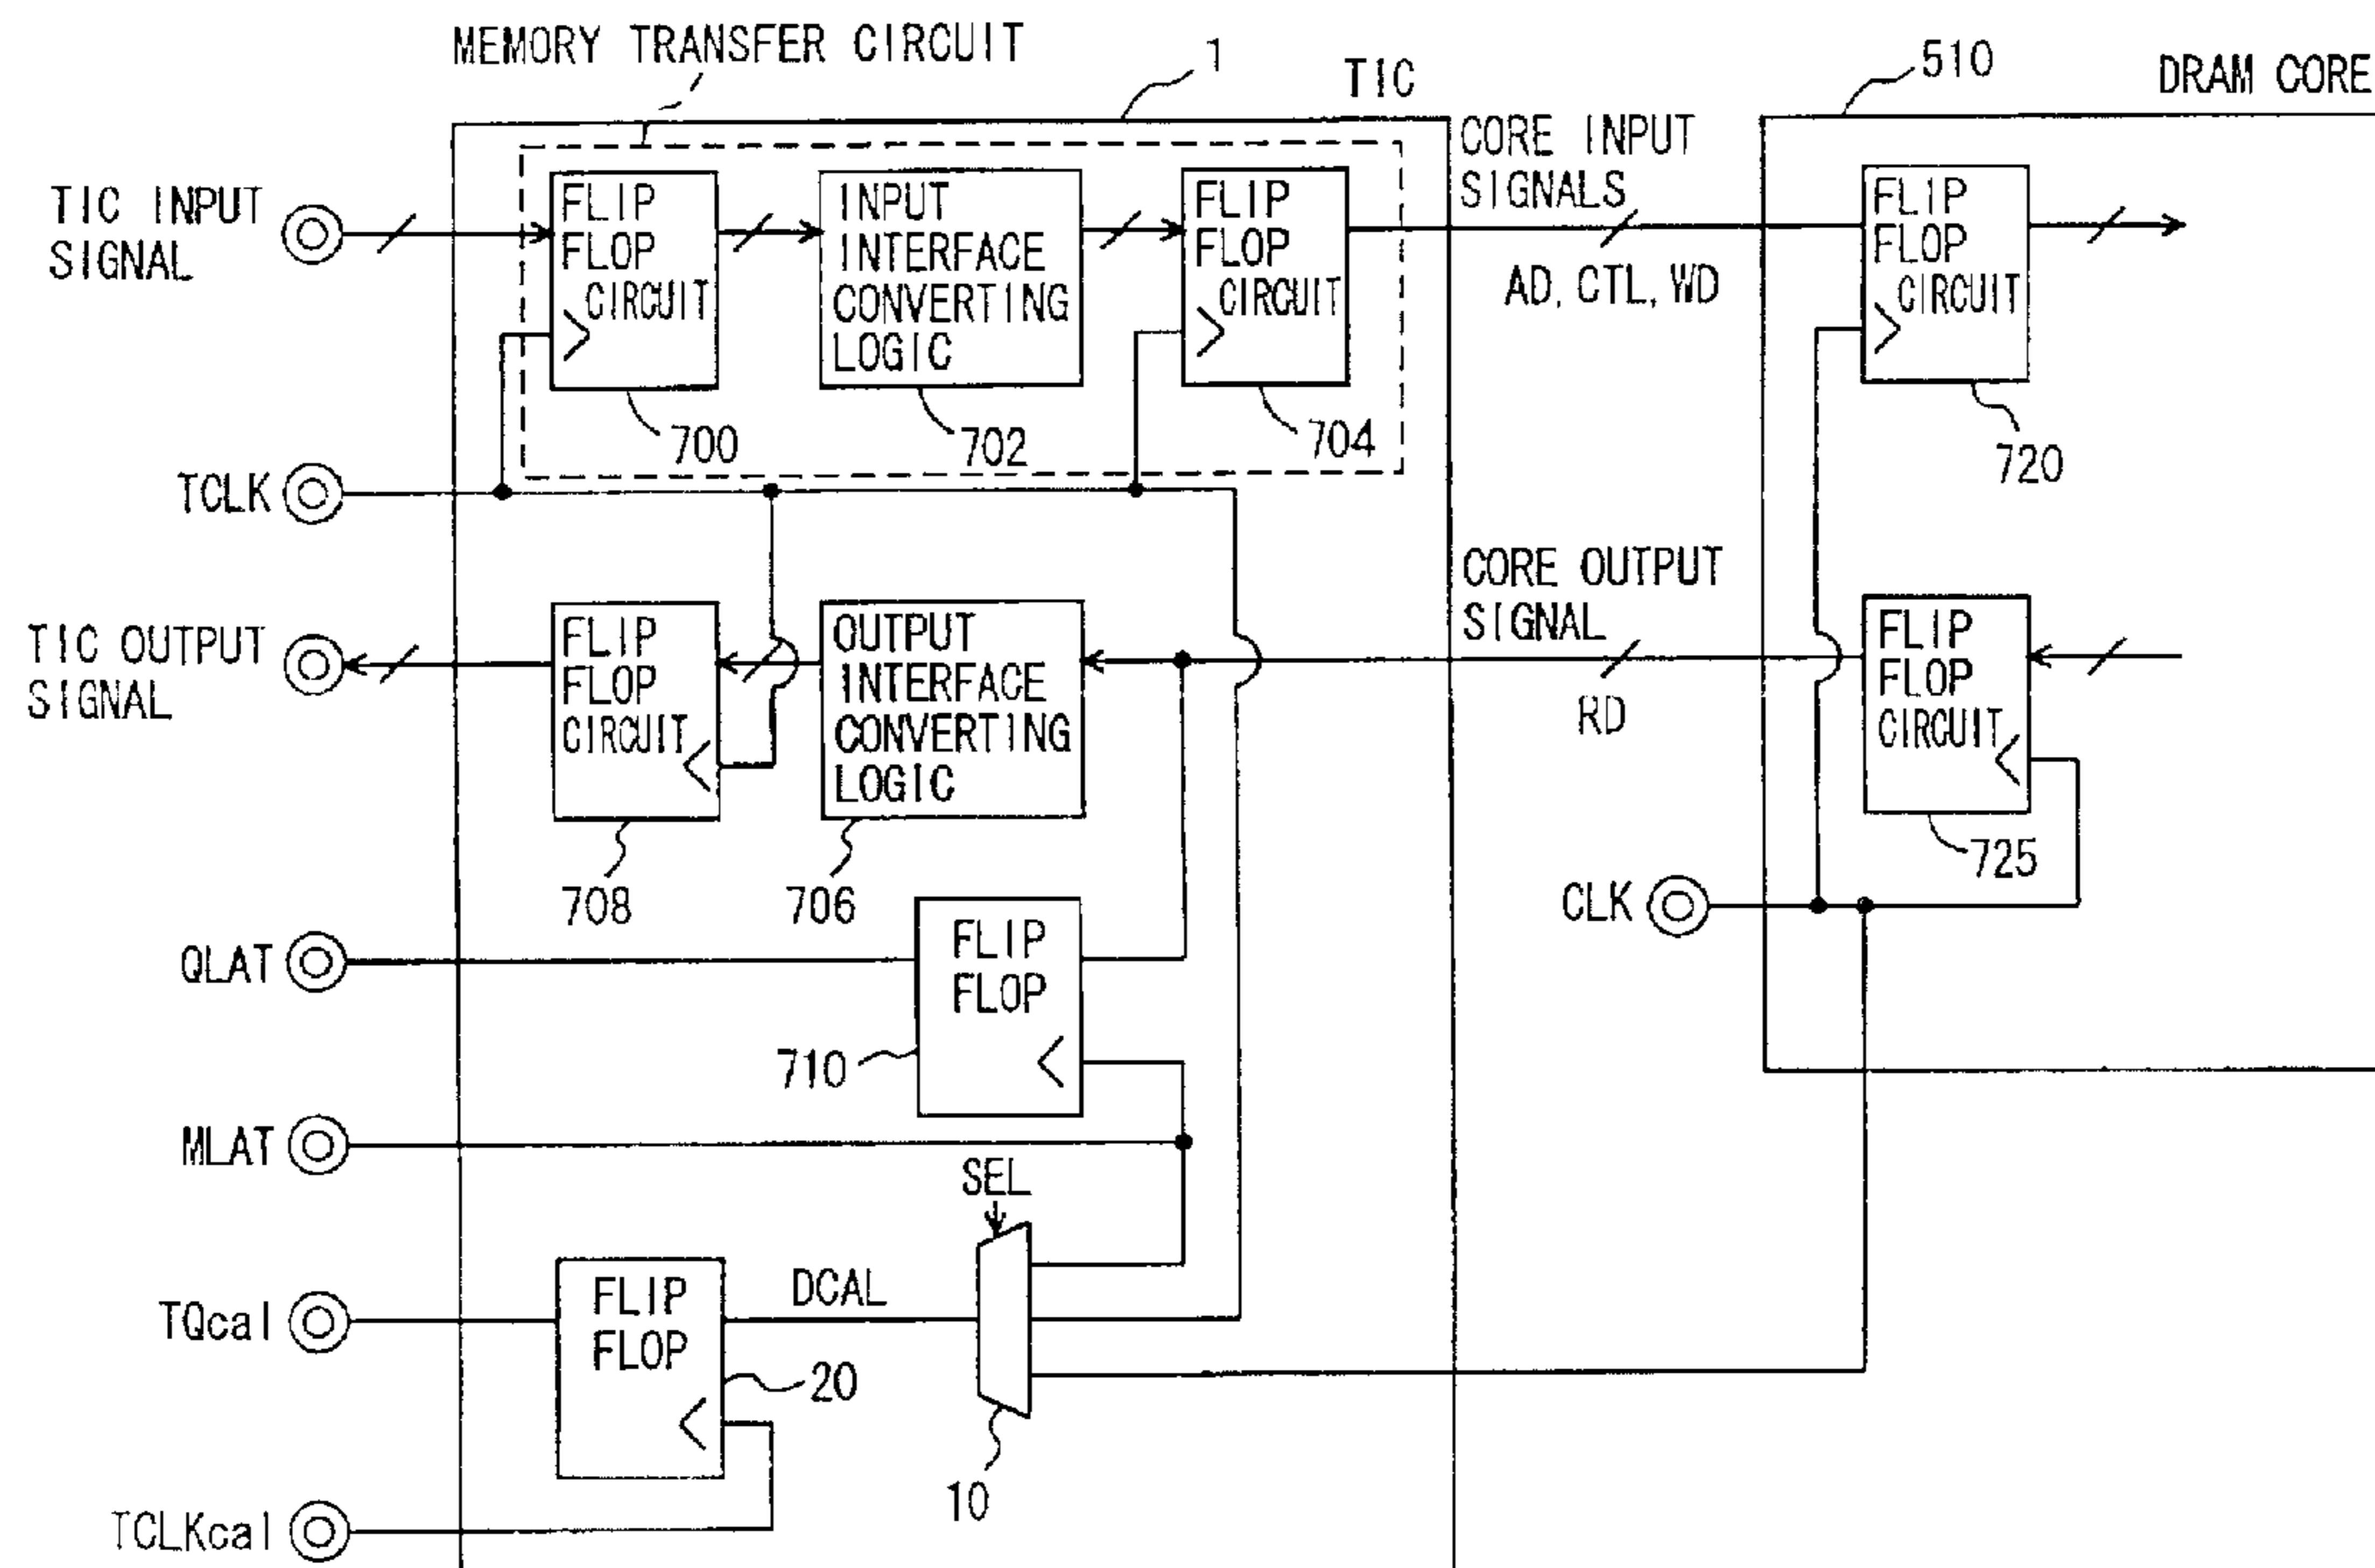 MEMORY TRANSFER CIRCUIT
1
TIC
510
DRAM CORE
TIC INPUT
SIGNAL
FLIP
FLOP
CIRCUIT
700
INPUT
INTERFACE
CONVERTING
LOGIC
702
FLIP
FLOP
CIRCUIT
704
CORE INPUT
SIGNALS
AD, CTL, WD
FLIP
FLOP
CIRCUIT
720
TCLK
TIC OUTPUT
SIGNAL
FLIP
FLOP
CIRCUIT
708
OUTPUT
INTERFACE
CONVERTING
LOGIC
706
CORE OUTPUT
SIGNAL
RD
FLIP
FLOP
CIRCUIT
725
CLK
QLAT
FLIP
FLOP
710
MLAT
SEL
TQcal
FLIP
FLOP
20
DCAL
10
TCLKcal